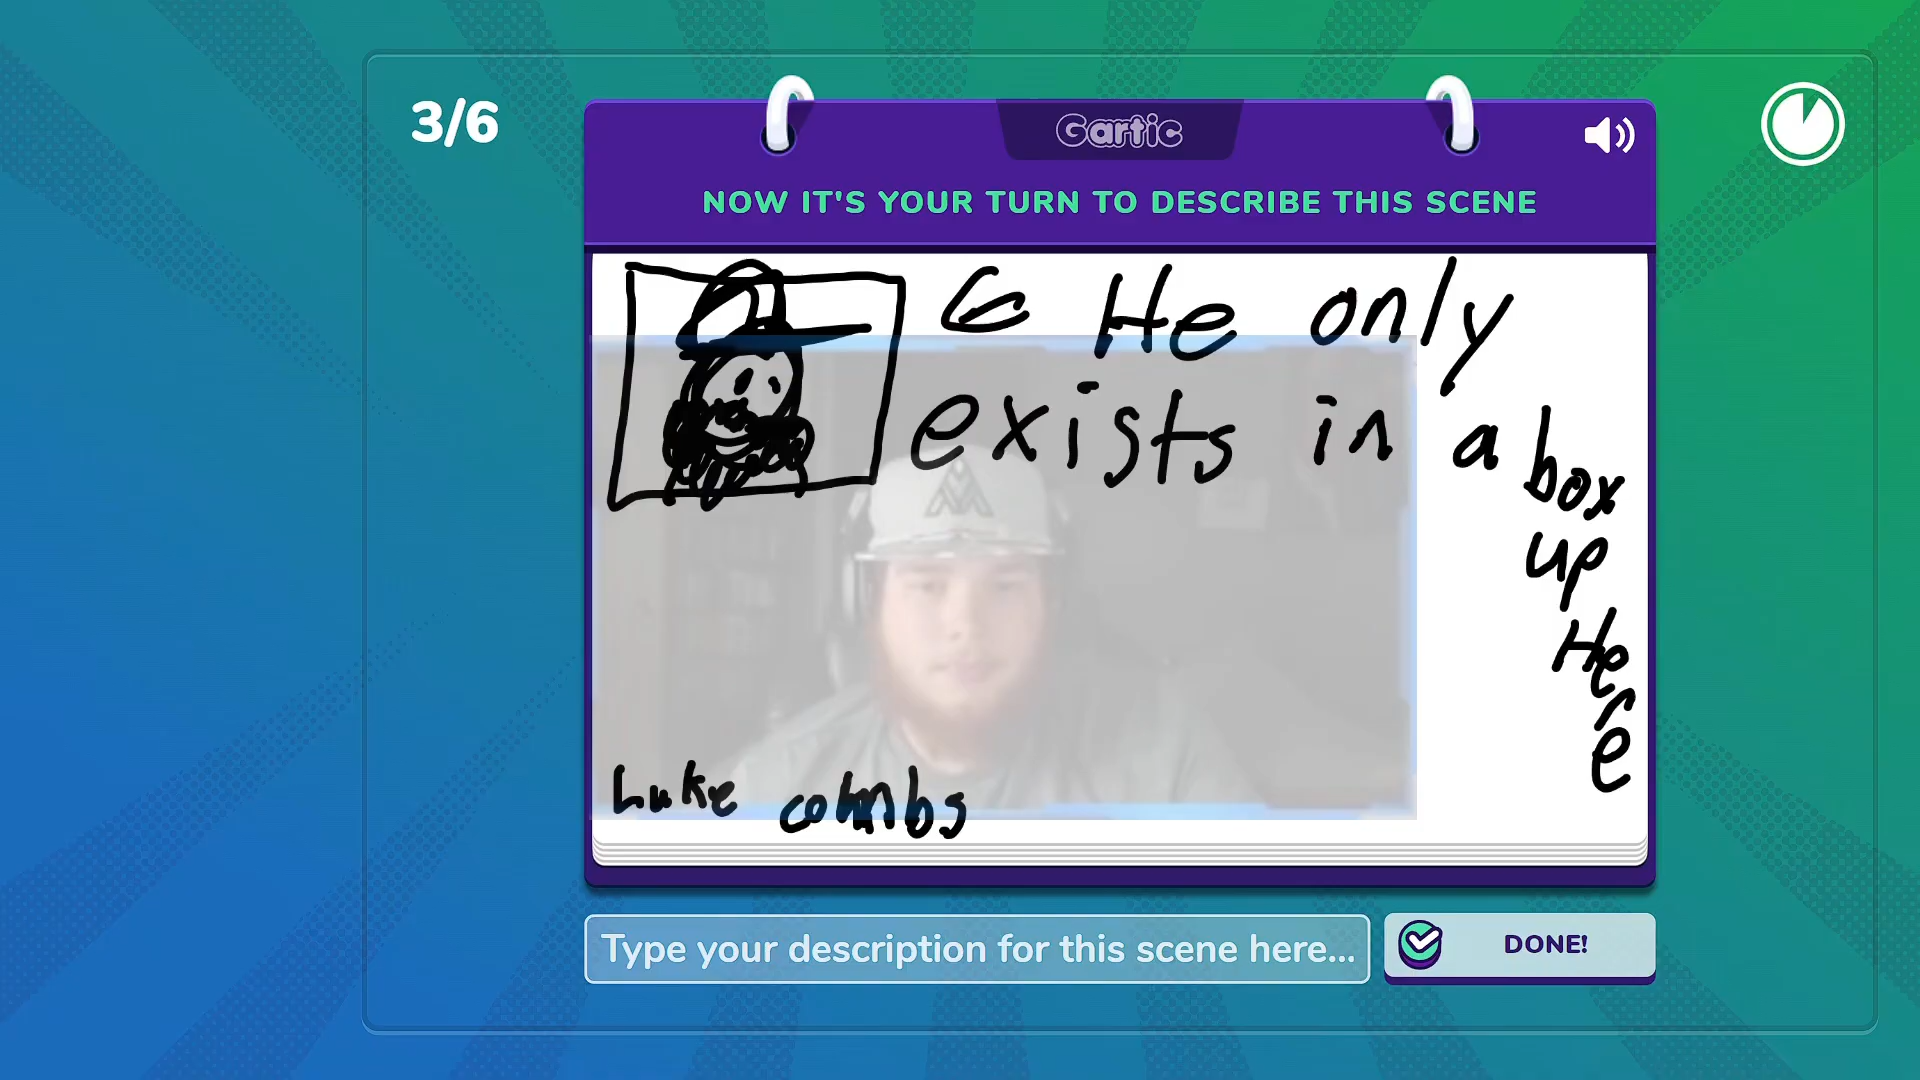 3/6
Gartic
NOW IT'S YOUR TURN TO DESCRIBE THIS SCENE
He only
exists in a
box
up
Here
Luke combs
Type your description for this scene here...
DONE!